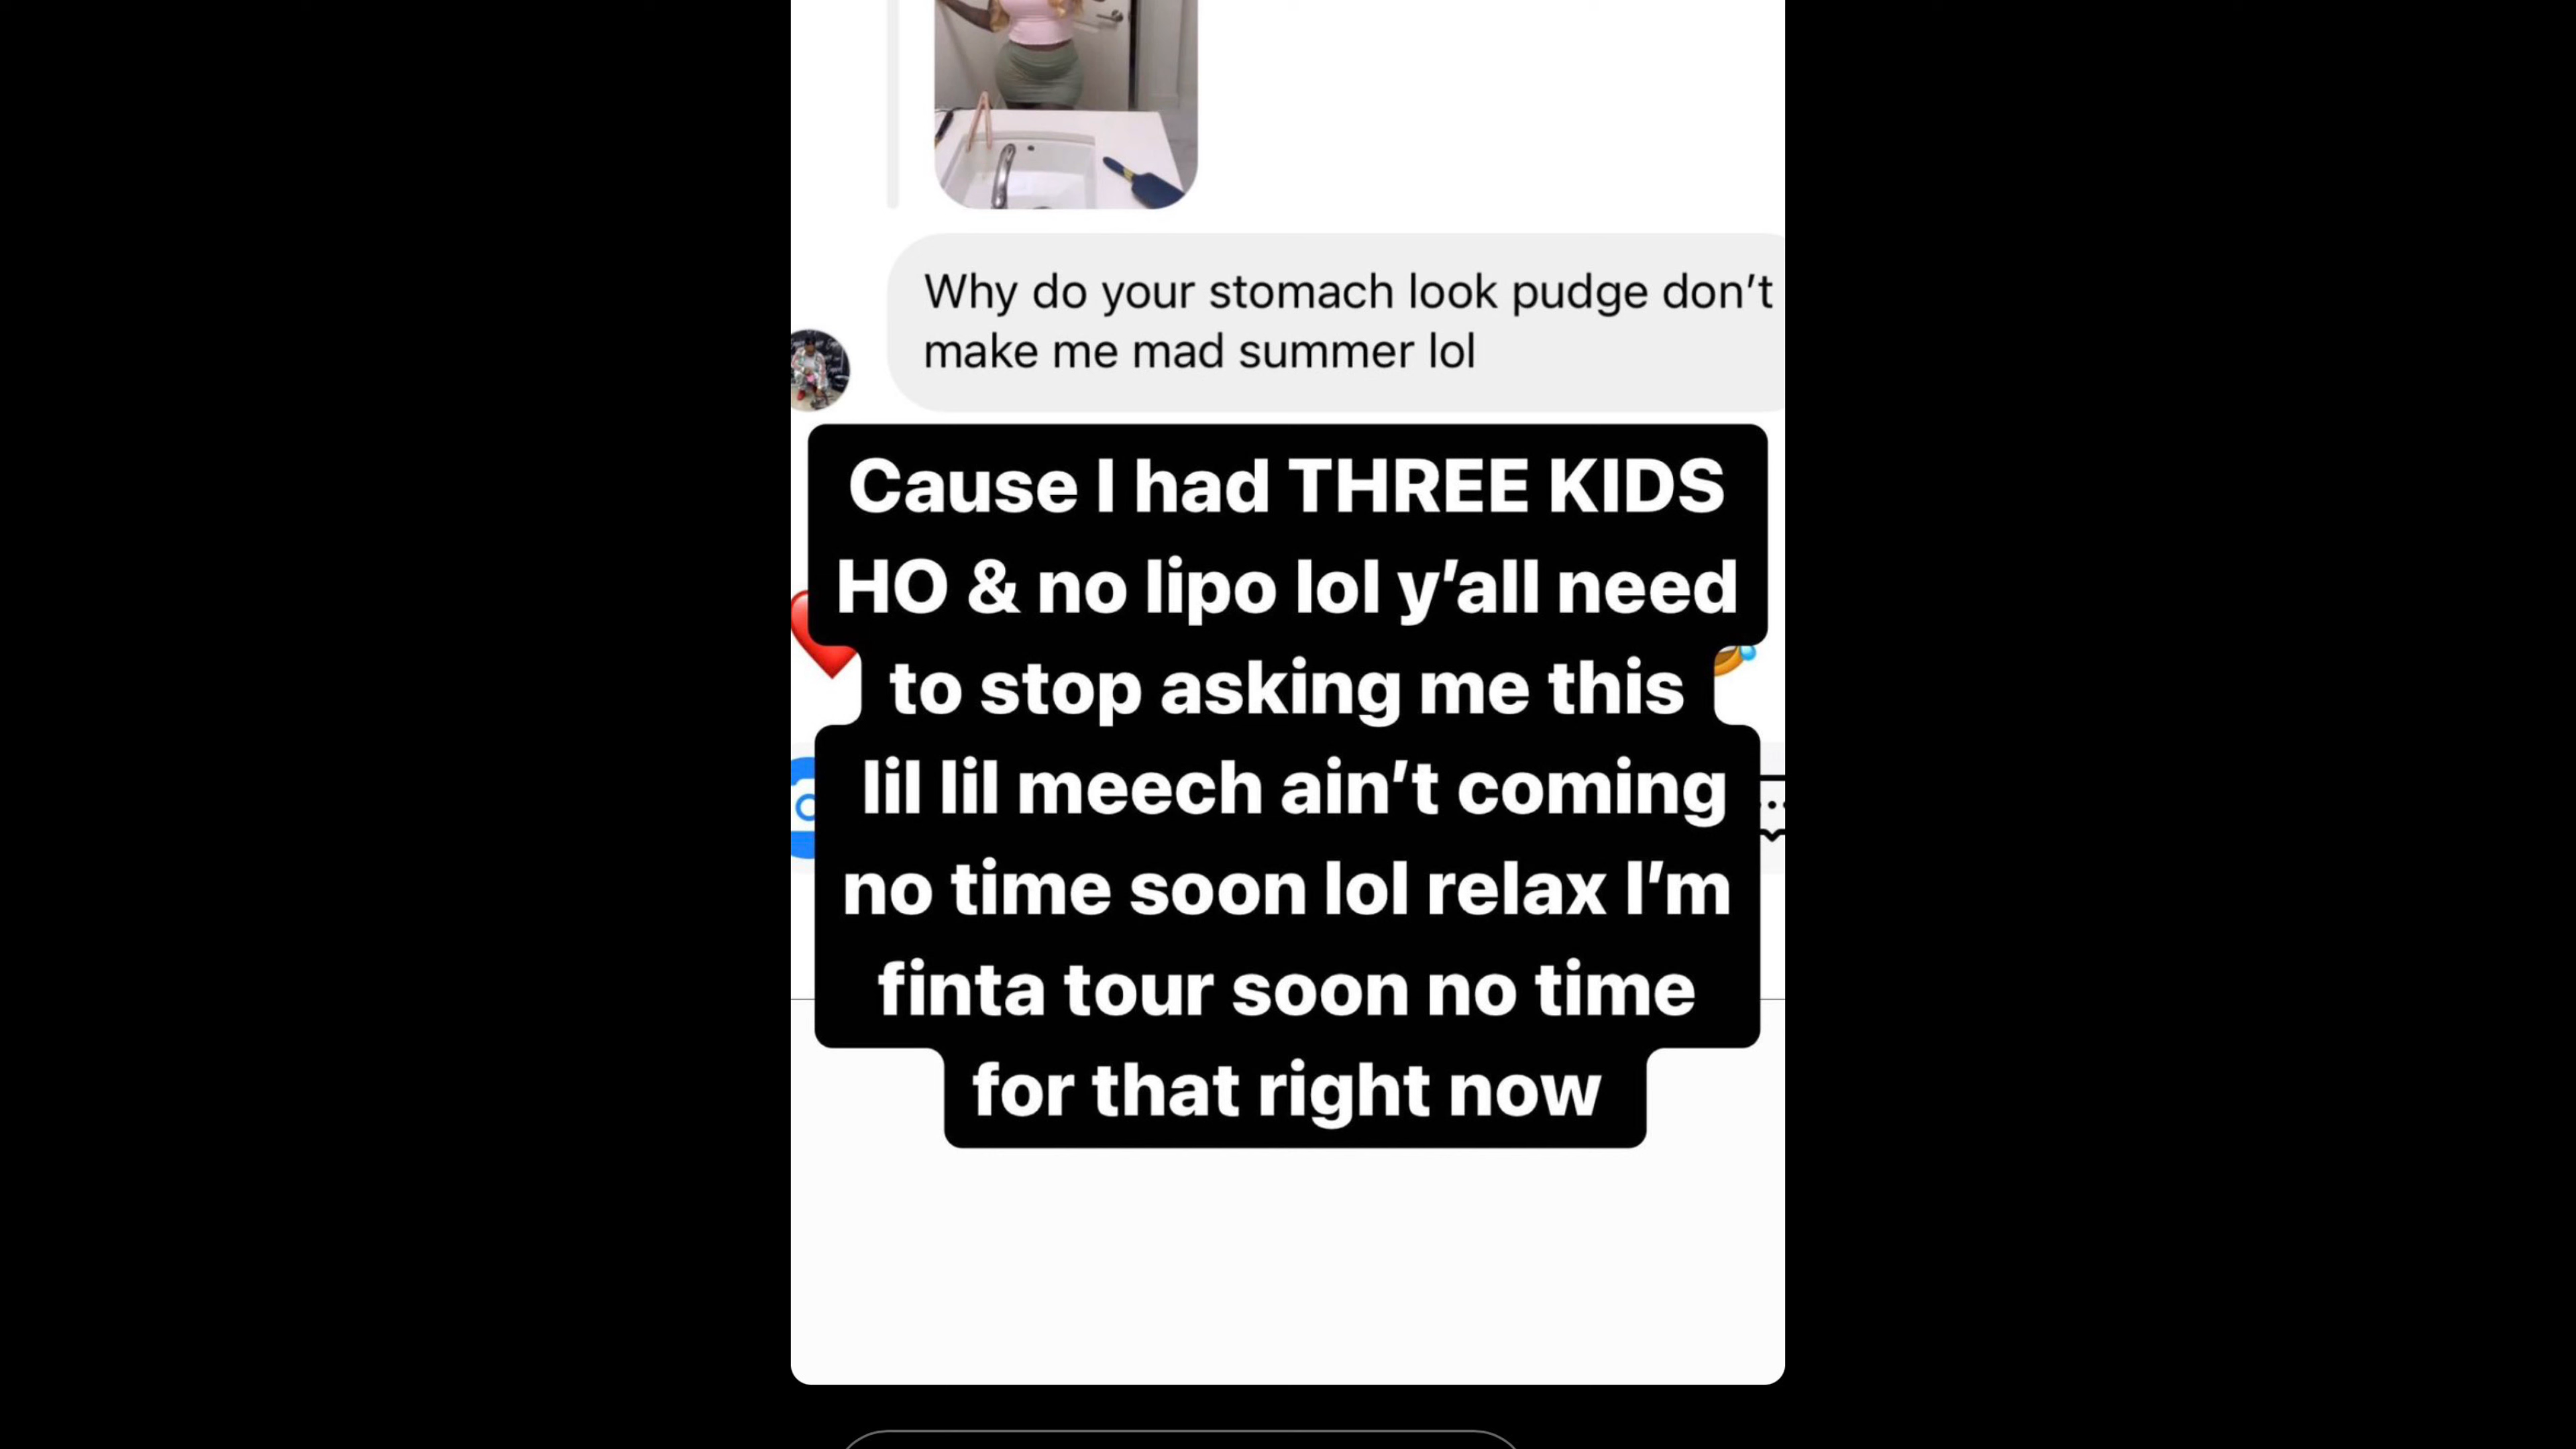 Why do your stomach look pudge don’t
make me mad summer lol
Cause I had THREE KIDS
HO & no lipo lol y’all need
to stop asking me this
lil lil meech ain’t coming
no time soon lol relax I’m
finta tour soon no time
for that right now